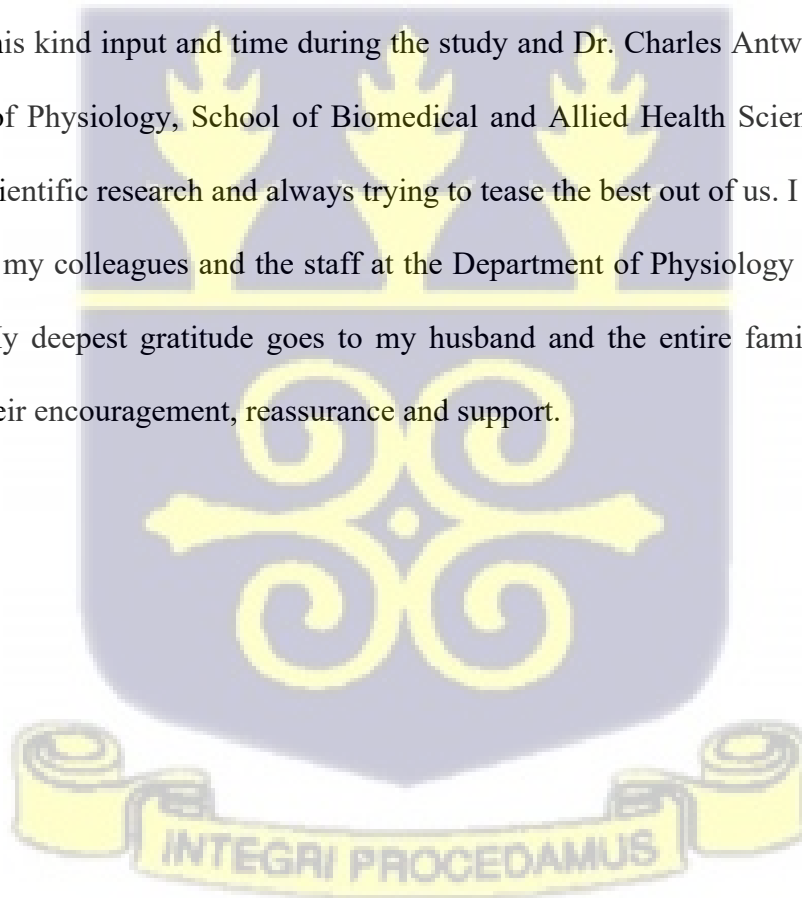 his kind input and time during the study and Dr. Charles Antw
of Physiology, School of Biomedical and Allied Health Scien
ientific research and always trying to tease the best out of us. I
my colleagues and the staff at the Department of Physiology
y deepest gratitude goes to my husband and the entire fami
eir encouragement, reassurance and support.
INTEGRI PROCEDAMUS